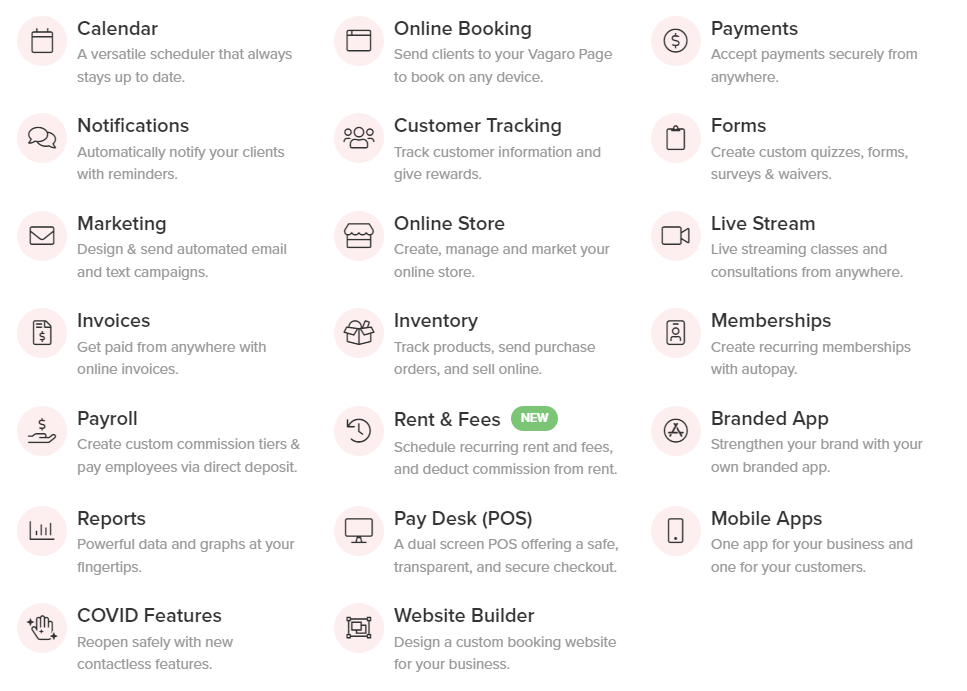 Calendar
A versatile scheduler that always
stays up to date.
Online Booking
Send clients to your Vagaro Page
to book on any device.
Payments
Accept payments securely from
anywhere.
Notifications
Automatically notify your clients
with reminders.
Customer Tracking
Track customer information and
give rewards.
Forms
Create custom quizzes, forms,
surveys & waivers.
Marketing
Design & send automated email
and text campaigns.
Online Store
Create, manage and market your
online store.
Live Stream
Live streaming classes and
consultations from anywhere.
Invoices
Get paid from anywhere with
online invoices.
Inventory
Track products, send purchase
orders, and sell online.
Memberships
Create recurring memberships
with autopay.
Payroll
Create custom commission tiers &
pay employees via direct deposit.
Rent & Fees NEW
Schedule recurring rent and fees,
and deduct commission from rent.
Branded App
Strengthen your brand with your
own branded app.
Reports
Powerful data and graphs at your
fingertips.
Pay Desk (POS)
A dual screen POS offering a safe,
transparent, and secure checkout.
Mobile Apps
One app for your business and
one for your customers.
COVID Features
Reopen safely with new
contactless features.
Website Builder
Design a custom booking website
for your business.